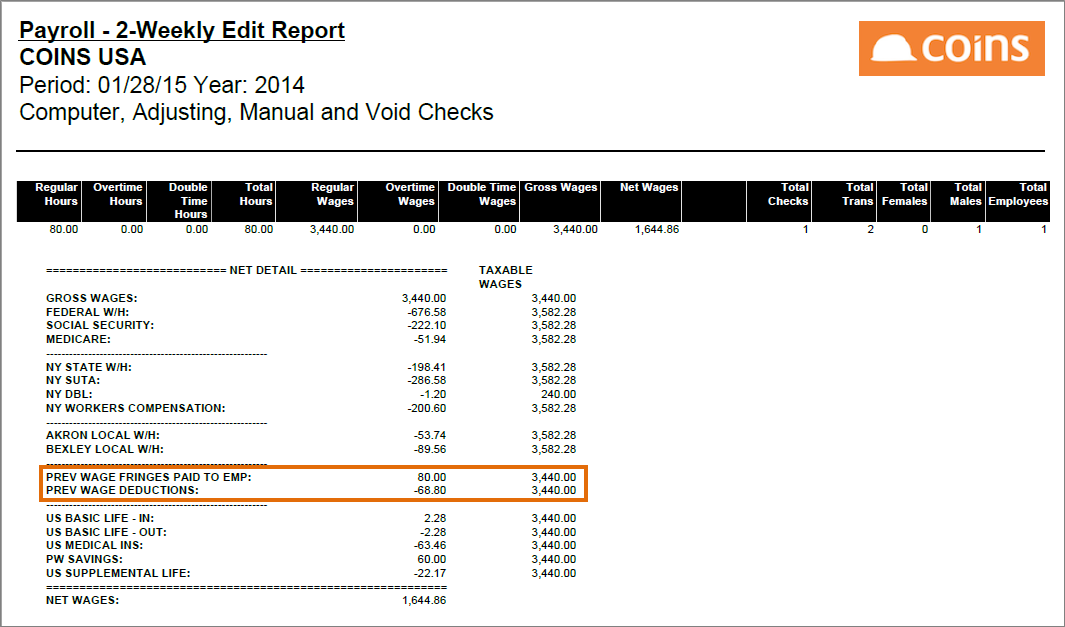 Payroll - 2-Weekly Edit Report
COINS USA
coins
Period: 01/28/15 Year: 2014
Computer, Adjusting, Manual and Void Checks
Regular Overtime Double Total Regular Overtime Double Time Gross Wages Net Wages Total Total Total Total Total
Hours Hours Time Hours Wages Wages Wages Checks Trans Females Males Employees
Hours
80.00 0.00 0.00 80.00 3,440.00 0.00 0.00 3,440.00 1,644.86 1 2 0 1 1
=========================== NET DETAIL ====================== TAXABLE
WAGES
GROSS WAGES: 3,440.00 3,440.00
FEDERAL W/H: -676.58 3,582.28
SOCIAL SECURITY: -222.10 3,582.28
MEDICARE: -51.94 3,582.28
----------------------------------------------------------
NY STATE W/H: -198.41 3,582.28
NY SUTA: -286.58 3,582.28
NY DBL: -1.20 240.00
NY WORKERS COMPENSATION: -200.60 3,582.28
----------------------------------------------------------
AKRON LOCAL W/H: -53.74 3,582.28
BEXLEY LOCAL W/H: -89.56 3,582.28
----------------------------------------------------------
PREV WAGE FRINGES PAID TO EMP: 80.00 3,440.00
PREV WAGE DEDUCTIONS: -68.80 3,440.00
----------------------------------------------------------
US BASIC LIFE - IN: 2.28 3,440.00
US BASIC LIFE - OUT: -2.28 3,440.00
US MEDICAL INS: -63.46 3,440.00
PW SAVINGS: 60.00 3,440.00
US SUPPLEMENTAL LIFE: -22.17 3,440.00
============================================================
NET WAGES: 1,644.86